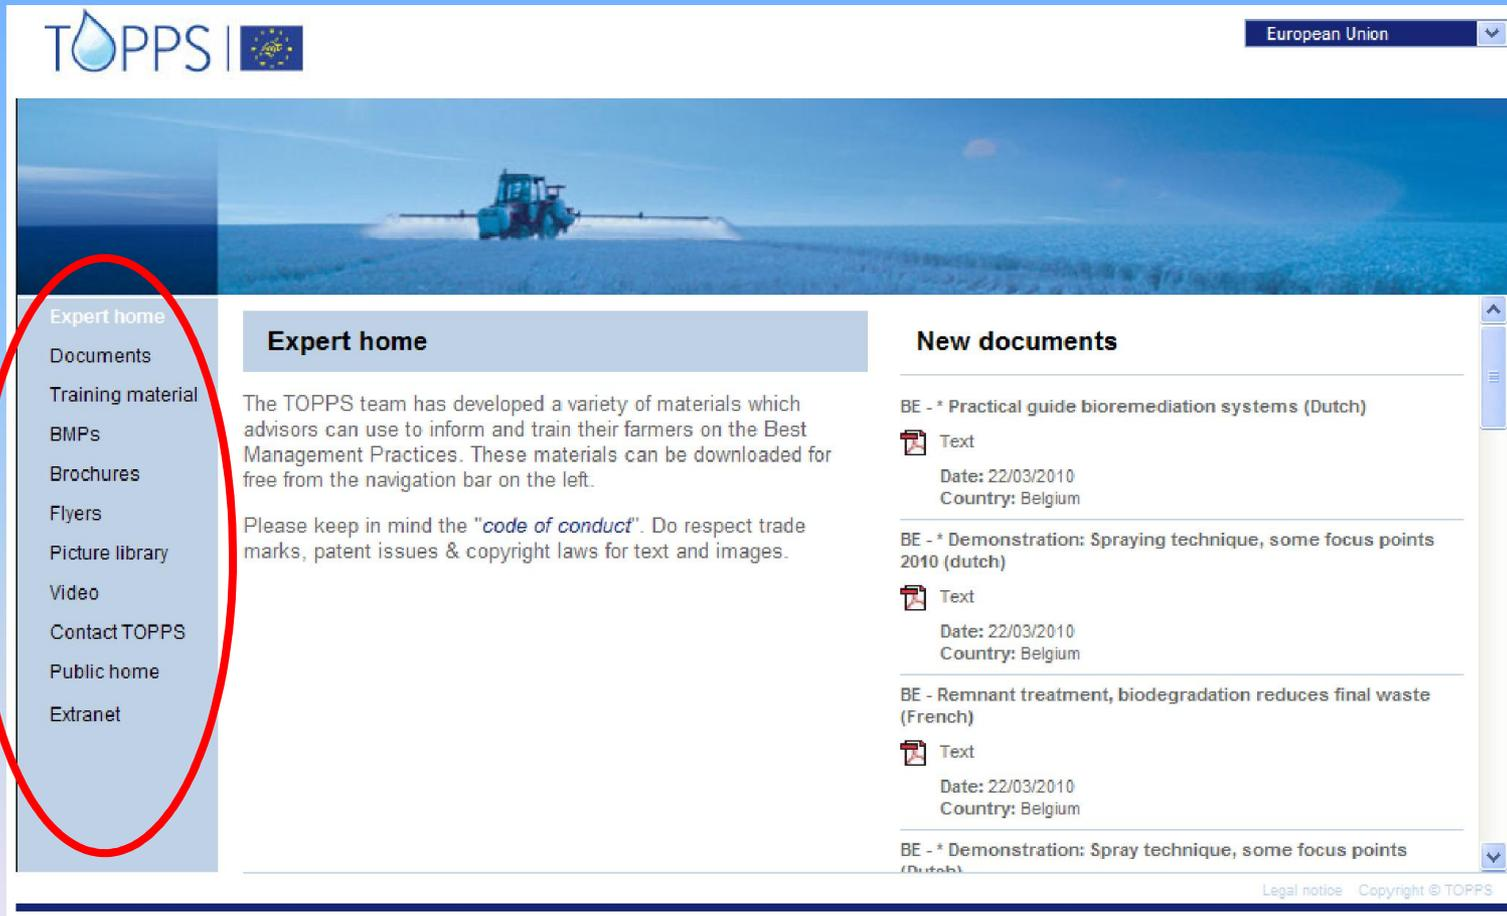 TOPPS
European Union
Expert home
Documents
Training material
BMPs
Brochures
Flyers
Picture library
Video
Contact TOPPS
Public home
Extranet
Expert home
The TOPPS team has developed a variety of materials which
advisors can use to inform and train their farmers on the Best
Management Practices. These materials can be downloaded for
free from the navigation bar on the left.
Please keep in mind the "code of conduct". Do respect trade
marks, patent issues & copyright laws for text and images.
New documents
BE - * Practical guide bioremediation systems (Dutch)
Text
Date: 22/03/2010
Country: Belgium
BE - * Demonstration: Spraying technique, some focus points
2010 (dutch)
Text
Date: 22/03/2010
Country: Belgium
BE - Remnant treatment, biodegradation reduces final waste
(French)
Text
Date: 22/03/2010
Country: Belgium
BE - * Demonstration: Spray technique, some focus points
(Dutch)
Legal notice Copyright © TOPPS